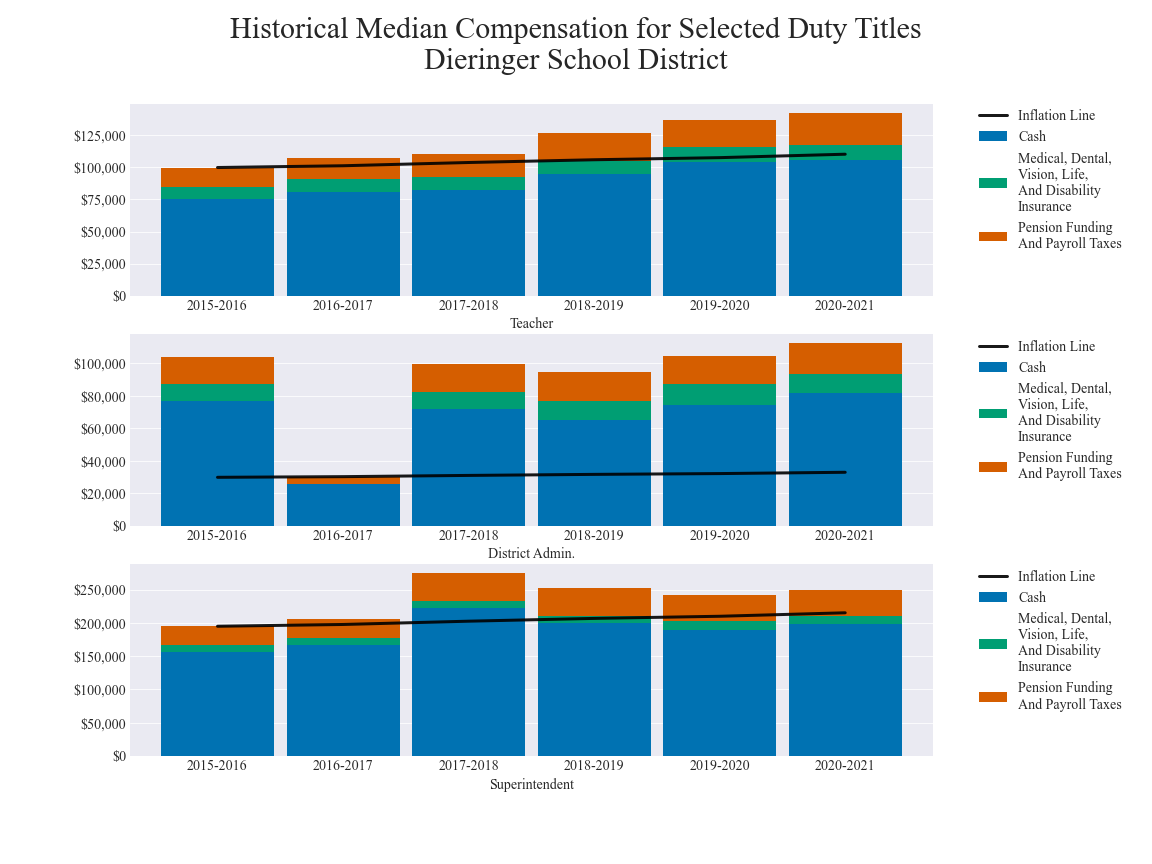 Historical Median Compensation for Selected Duty Titles
Dieringer School District
$125,000
$100,000
$75,000
$50,000
$25,000
$0
2015-2016 2016-2017 2017-2018 2018-2019 2019-2020 2020-2021
Teacher
Inflation Line
Cash
Medical, Dental,
Vision, Life,
And Disability
Insurance
Pension Funding
And Payroll Taxes
$100,000
$80,000
$60,000
$40,000
$20,000
$0
2015-2016 2016-2017 2017-2018 2018-2019 2019-2020 2020-2021
District Admin.
Inflation Line
Cash
Medical, Dental,
Vision, Life,
And Disability
Insurance
Pension Funding
And Payroll Taxes
$250,000
$200,000
$150,000
$100,000
$50,000
$0
2015-2016 2016-2017 2017-2018 2018-2019 2019-2020 2020-2021
Superintendent
Inflation Line
Cash
Medical, Dental,
Vision, Life,
And Disability
Insurance
Pension Funding
And Payroll Taxes